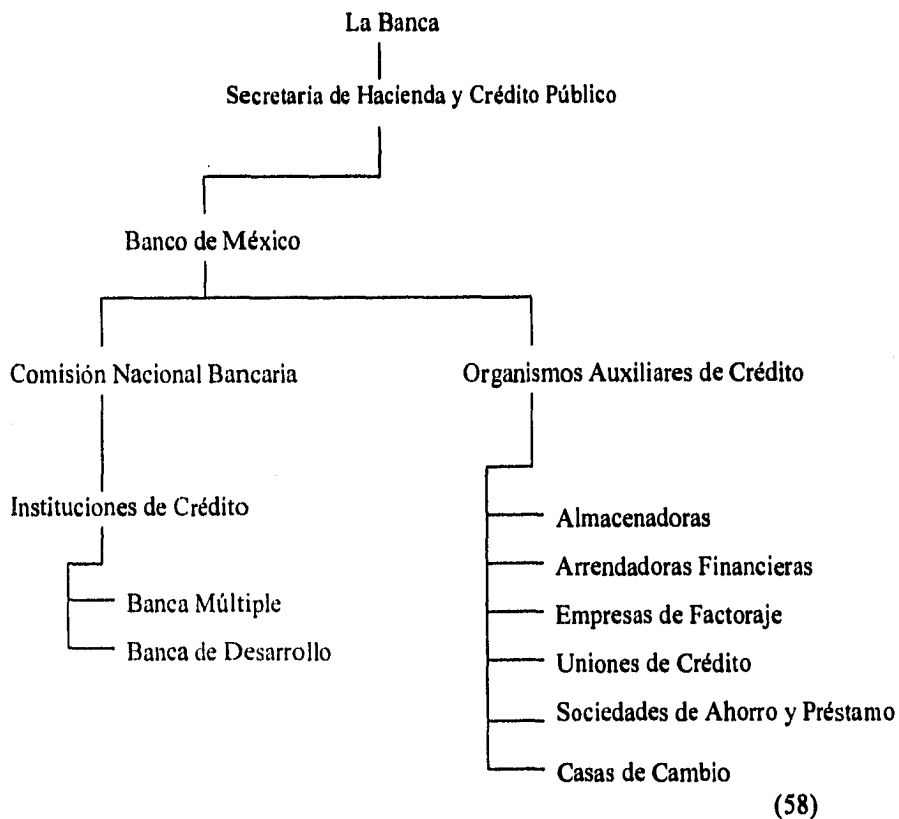 La Banca
Secretaria de Hacienda y Crédito Público
Banco de México
Comisión Nacional Bancaria
Organismos Auxiliares de Crédito
Instituciones de Crédito
Banca Múltiple
Banca de Desarrollo
Almacenadoras
Arrendadoras Financieras
Empresas de Factoraje
Uniones de Crédito
Sociedades de Ahorro y Préstamo
Casas de Cambio
(58)